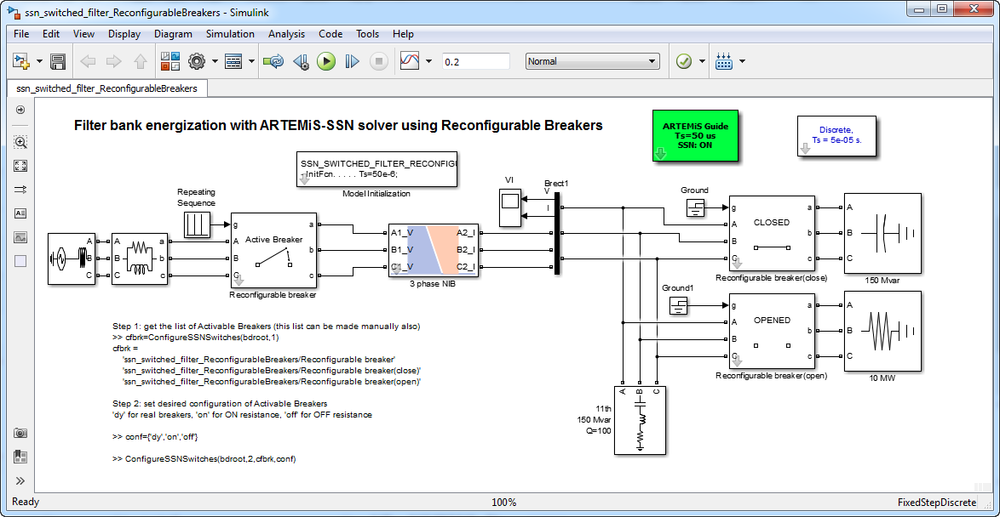 ssn_switched_filter_ReconfigurableBreakers - Simulink
File Edit View Display Diagram Simulation Analysis Code Tools Help
0.2
Normal
ssn_switched_filter_ReconfigurableBreakers
Filter bank energization with ARTEMiS-SSN solver using Reconfigurable Breakers
ARTEMiS Guide
Ts=50 us
SSN: ON
Discrete,
Ts = 5e-05 s.
SSN_SWITCHED_FILTER_RECONFIGU
-InitFcn. . . . . Ts=50e-6;
Model Initialization
Repeating
Sequence
A
B
C
A
B
C
a
b
c
g
A
B
C
a
b
c
Active Breaker
Reconfigurable breaker
A1_V
B1_V
C1_V
A2_I
B2_I
C2_I
3 phase NIB
VI
Brect1
V
I
Ground
g
A
B
C
CLOSED
a
b
c
Reconfigurable breaker(close)
A
B
C
150 Mvar
Ground1
g
A
B
C
OPENED
a
b
c
Reconfigurable breaker(open)
A
B
C
10 MW
A
B
C
11th
150 Mvar
Q=100
Step 1: get the list of Activable Breakers (this list can be made manually also)
>> cfbrk=ConfigureSSNSwitches(bdroot,1)
cfbrk =
'ssn_switched_filter_ReconfigurableBreakers/Reconfigurable breaker'
'ssn_switched_filter_ReconfigurableBreakers/Reconfigurable breaker(close)'
'ssn_switched_filter_ReconfigurableBreakers/Reconfigurable breaker(open)'
Step 2: set desired configuration of Activable Breakers
'dy' for real breakers, 'on' for ON resistance, 'off' for OFF resistance
>> conf={'dy','on','off'}
>> ConfigureSSNSwitches(bdroot,2,cfbrk,conf)
Ready
100%
FixedStepDiscrete